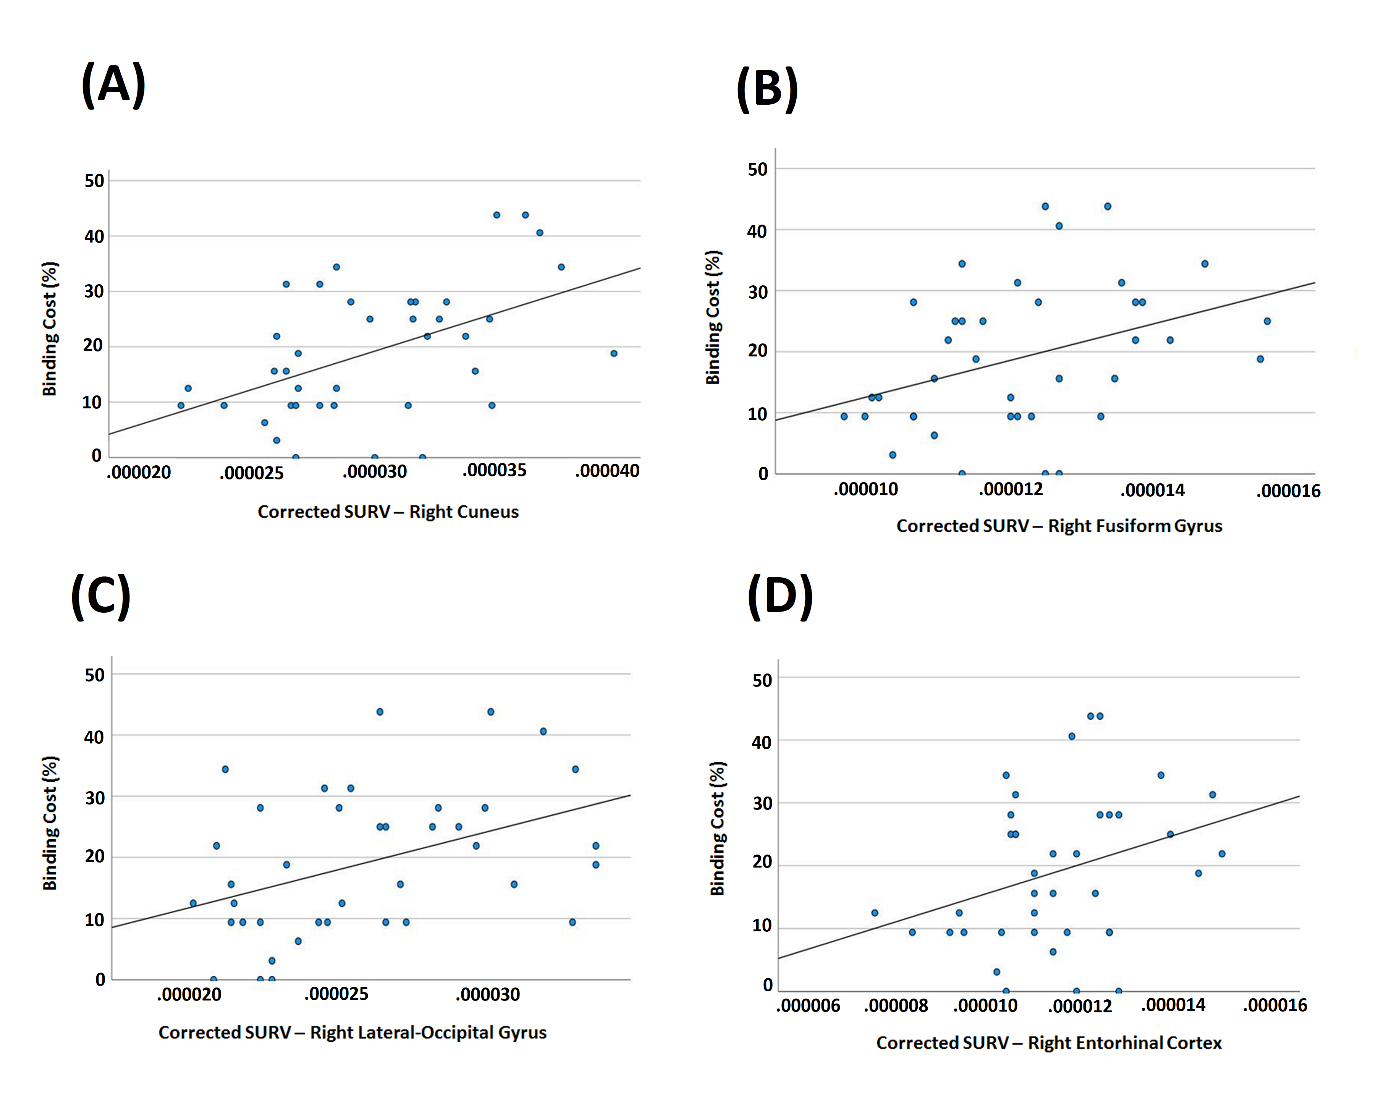 (A)
50
40
30
20
10
0
Binding Cost (%)
.000020 .000025 .000030 .000035 .000040
Corrected SURV – Right Cuneus
(B)
50
40
30
20
10
0
Binding Cost (%)
.000010 .000012 .000014 .000016
Corrected SURV – Right Fusiform Gyrus
(C)
50
40
30
20
10
0
Binding Cost (%)
.000020 .000025 .000030
Corrected SURV – Right Lateral-Occipital Gyrus
(D)
50
40
30
20
10
0
Binding Cost (%)
.000006 .000008 .000010 .000012 .000014 .000016
Corrected SURV – Right Entorhinal Cortex